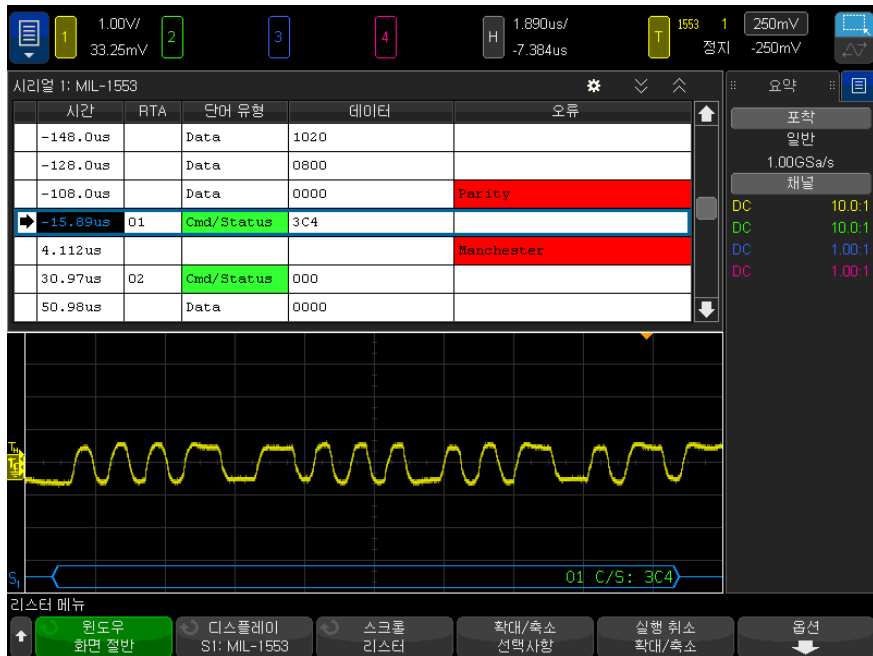 1 1.00V/ 33.25mV 2 3 4 H 1.890us/ -7.384us T 1553 1 정지 250mV -250mV
시리얼 1: MIL-1553
시간 RTA 단어 유형 데이터 오류
-148.0us Data 1020
-128.0us Data 0800
-108.0us Data 0000 Parity
-15.89us 01 Cmd/Status 3C4
4.112us Manchester
30.97us 02 Cmd/Status 000
50.98us Data 0000
요약
포착
일반
1.00GSa/s
채널
DC 10.0:1
DC 10.0:1
DC 1.00:1
DC 1.00:1
S1 01 C/S: 3C4
리스터 메뉴
윈도우
화면 절반
디스플레이
S1: MIL-1553
스크롤
리스터
확대/축소
선택사항
실행 취소
확대/축소
옵션